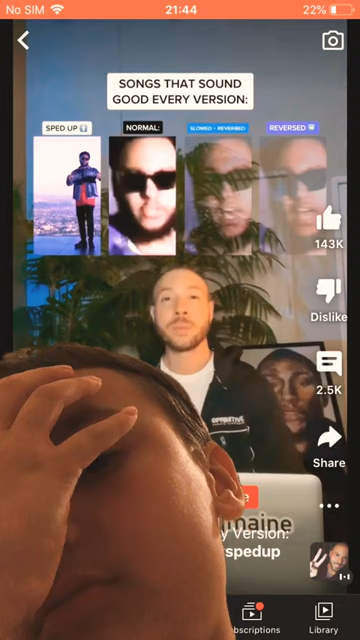 No SIM
21:44
22%
SONGS THAT SOUND
GOOD EVERY VERSION:
SPED UP
NORMAL:
SLOWED + REVERBED
REVERSED
143K
Dislike
2.5K
Share
maine
y Version:
spedup
bscriptions
Library